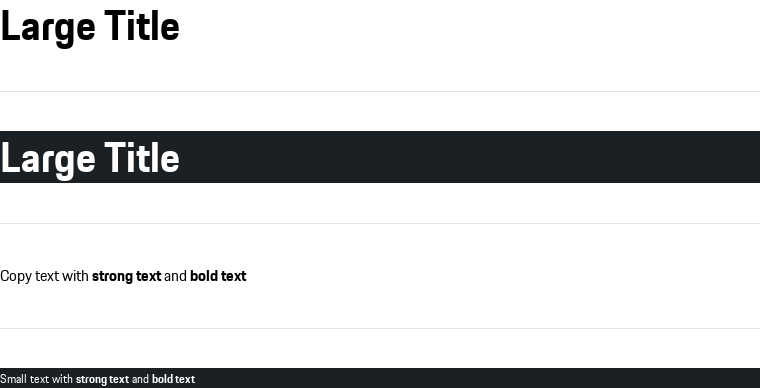 Large Title
Large Title
Copy text with strong text and bold text
Small text with strong text and bold text